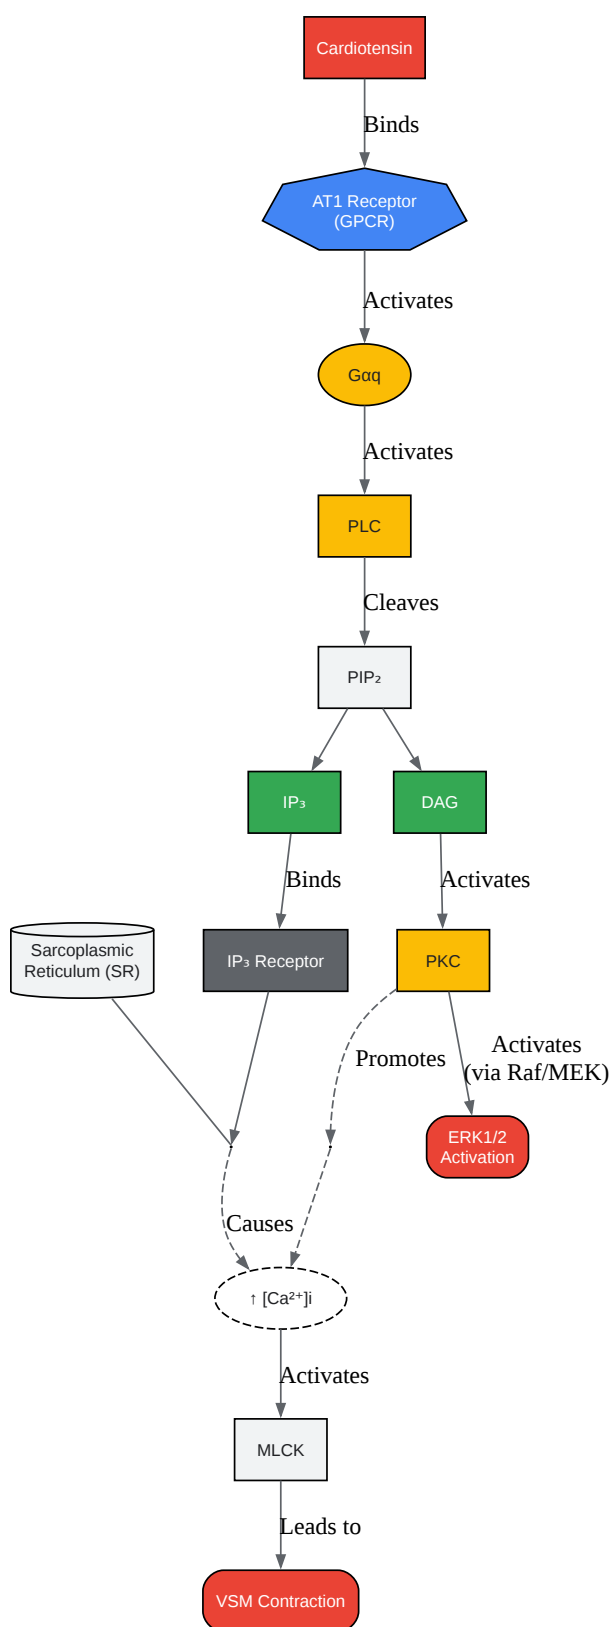 Cardiotensin
Binds
AT1 Receptor
(GPCR)
Activates
Gαq
Activates
PLC
Cleaves
PIP₂
IP₃
DAG
Binds
Activates
Sarcoplasmic
Reticulum (SR)
IP₃ Receptor
PKC
Promotes
Activates
(via Raf/MEK)
ERK1/2
Activation
Causes
↑ [Ca²⁺]i
Activates
MLCK
Leads to
VSM Contraction